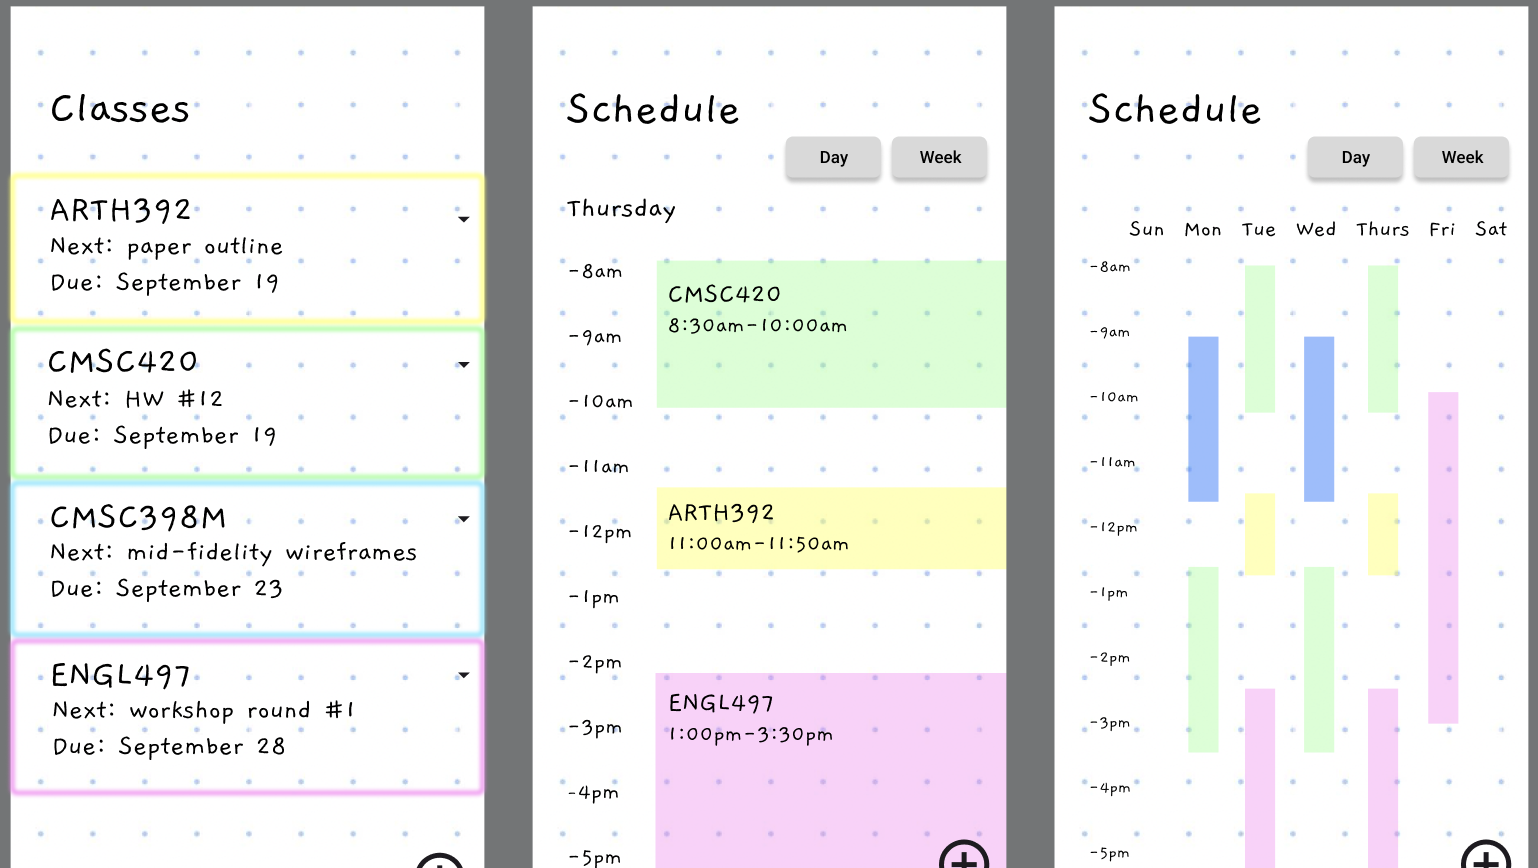 Classes
ARTH392
Next: paper outline
Due: September 19
CMSC420
Next: HW #12
Due: September 19
CMSC398M
Next: mid-fidelity wireframes
Due: September 23
ENGL497
Next: workshop round #1
Due: September 28
Schedule
Day Week
Thursday
-8am
CMSC420
8:30am-10:00am
-9am
-10am
-11am
ARTH392
-12pm
11:00am-11:50am
-1pm
-2pm
ENGL497
-3pm
1:00pm-3:30pm
-4pm
-5pm
Schedule
Day Week
Sun Mon Tue Wed Thurs Fri Sat
-8am
-9am
-10am
-11am
-12pm
-1pm
-2pm
-3pm
-4pm
-5pm